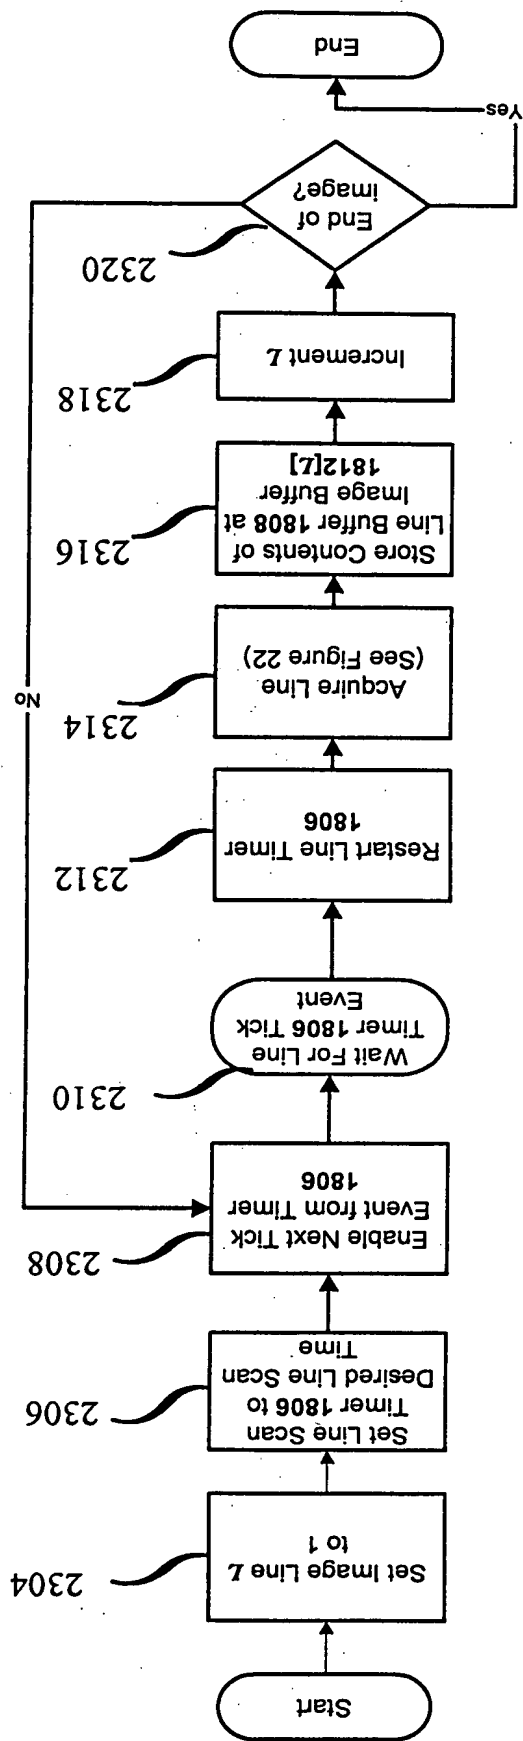 Start
Set Image Line L
to 1
2304
Set Line Scan
Timer 1806 to
Desired Line Scan
Time
2306
Enable Next Tick
Event from Timer
1806
2308
Wait For Line
Timer 1806 Tick
Event
2310
Restart Line Timer
1806
2312
Acquire Line
(See Figure 22)
2314
Store Contents of
Line Buffer 1808 at
Image Buffer
1812[L]
2316
Increment L
2318
End of
image?
2320
No
Yes
End